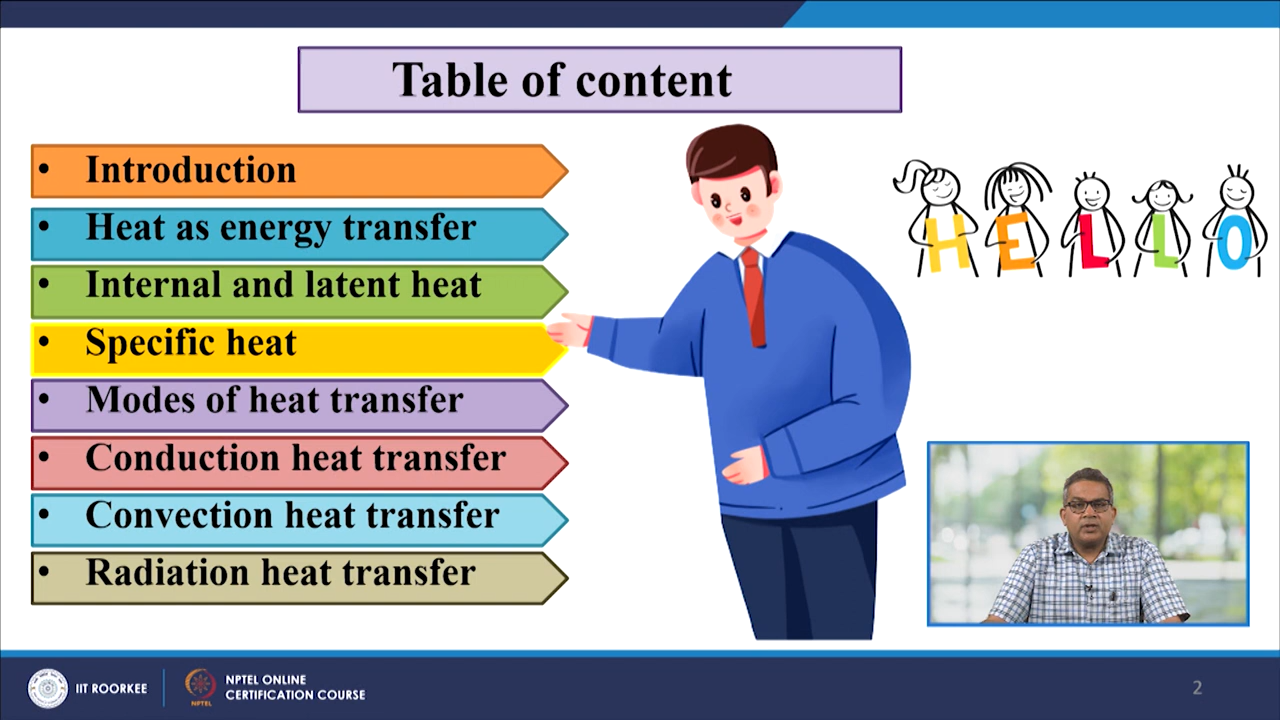 Table of content
• Introduction
• Heat as energy transfer
• Internal and latent heat
• Specific heat
• Modes of heat transfer
• Conduction heat transfer
• Convection heat transfer
• Radiation heat transfer
HELLO
IIT ROORKEE
NPTEL
NPTEL ONLINE
CERTIFICATION COURSE
2